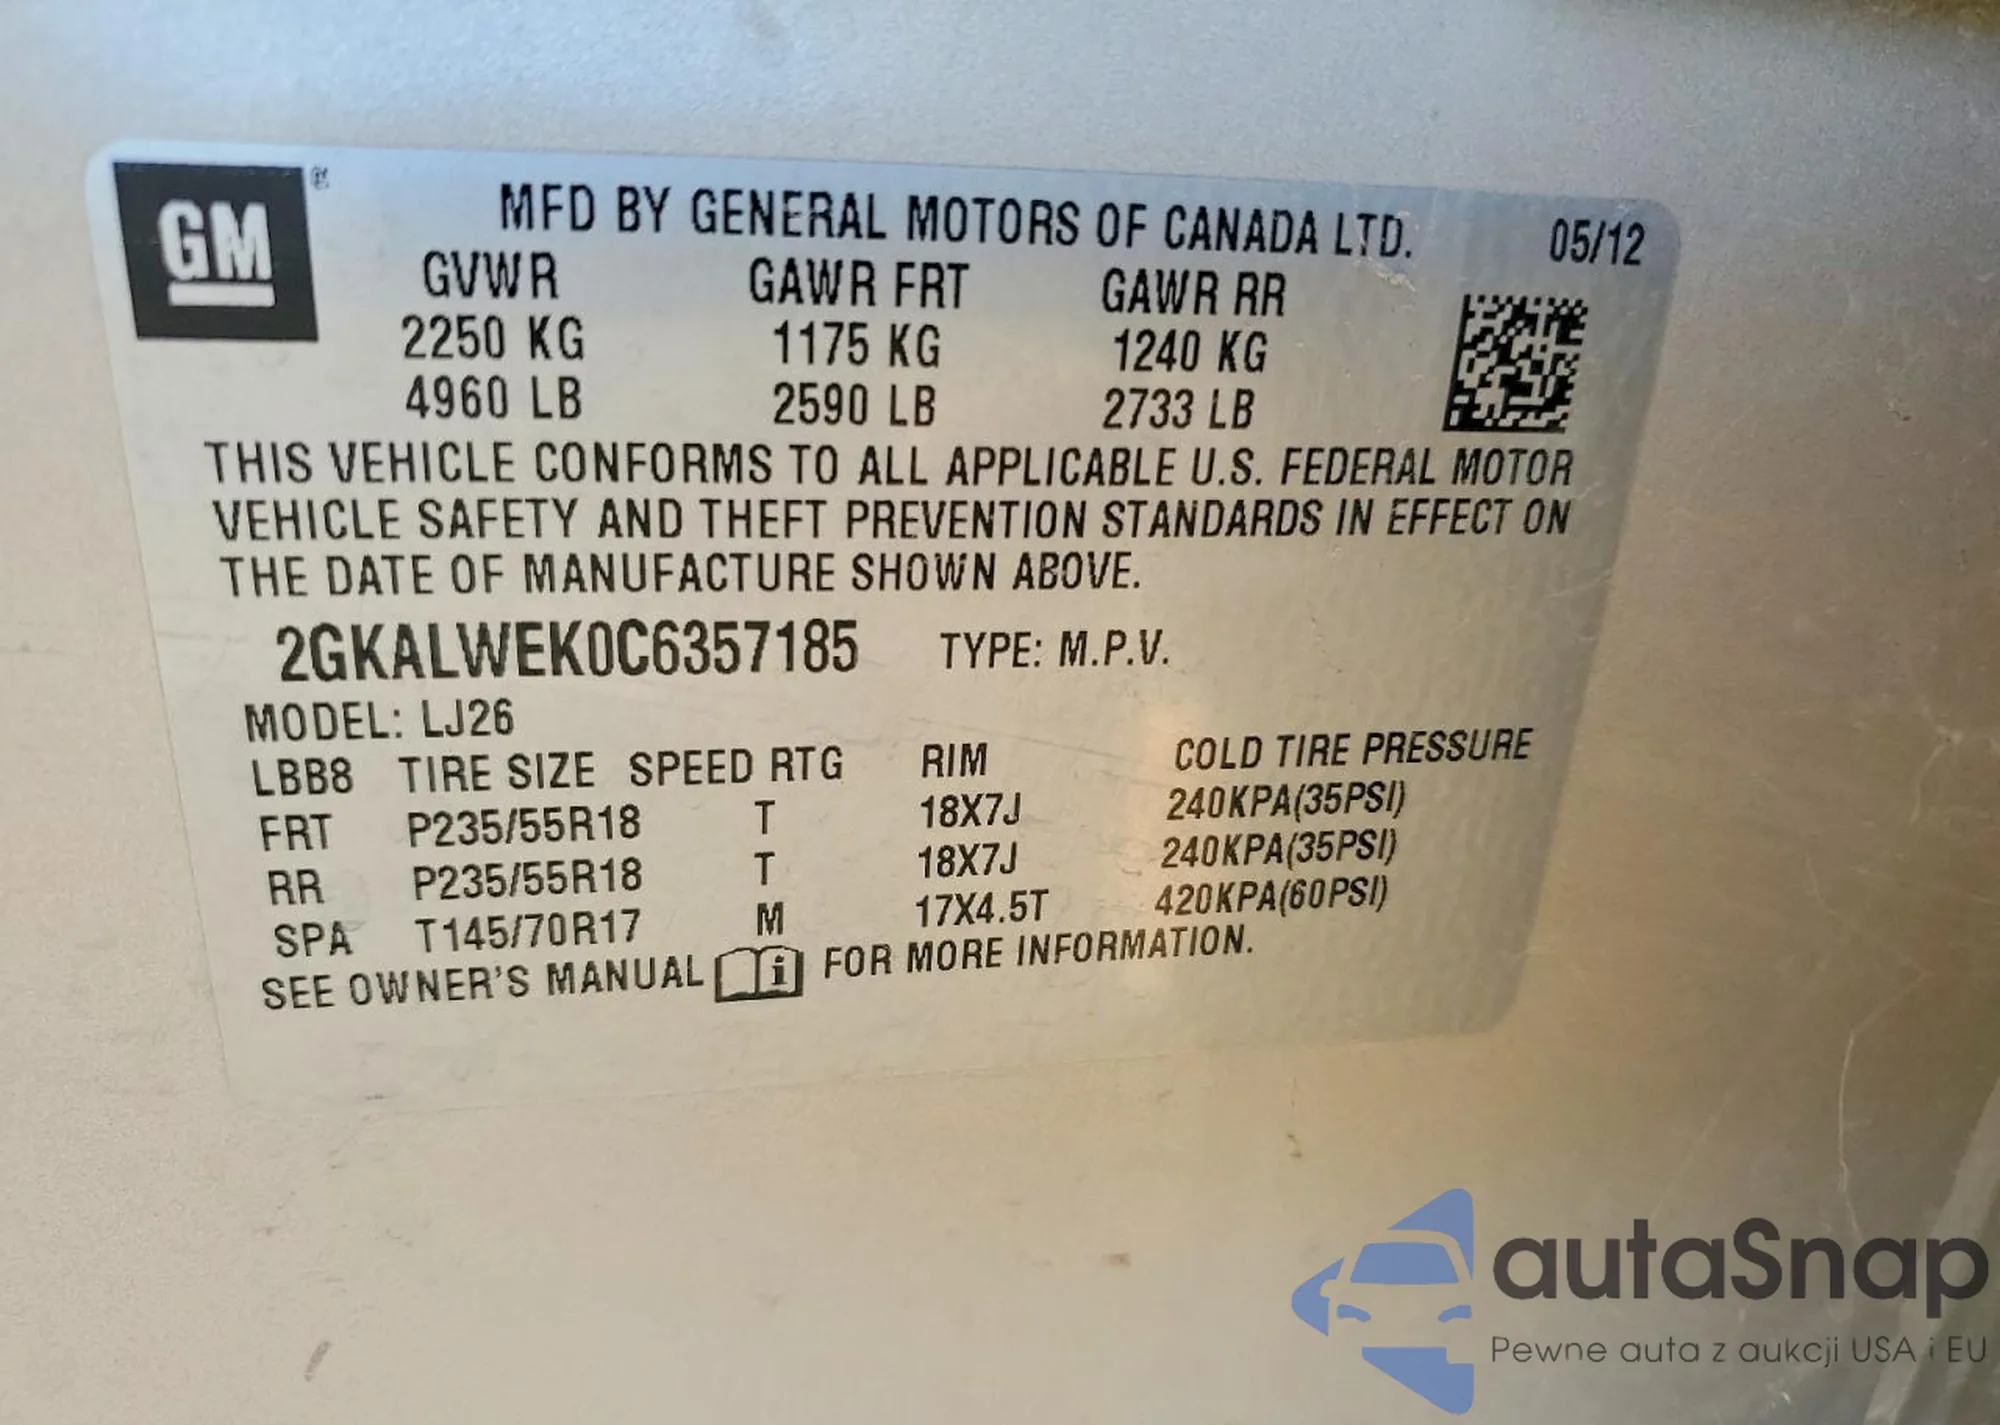 GM ®
MFD BY GENERAL MOTORS OF CANADA LTD. 05/12
GVWR GAWR FRT GAWR RR
2250 KG 1175 KG 1240 KG
4960 LB 2590 LB 2733 LB
THIS VEHICLE CONFORMS TO ALL APPLICABLE U.S. FEDERAL MOTOR
VEHICLE SAFETY AND THEFT PREVENTION STANDARDS IN EFFECT ON
THE DATE OF MANUFACTURE SHOWN ABOVE.
2GKALWEK0C6357185 TYPE: M.P.V.
MODEL: LJ26
LBB8 TIRE SIZE SPEED RTG RIM COLD TIRE PRESSURE
FRT P235/55R18 T 18X7J 240KPA(35PSI)
RR P235/55R18 T 18X7J 240KPA(35PSI)
SPA T145/70R17 M 17X4.5T 420KPA(60PSI)
SEE OWNER'S MANUAL i FOR MORE INFORMATION.
autaSnap
Pewne auta z aukcji USA i EU